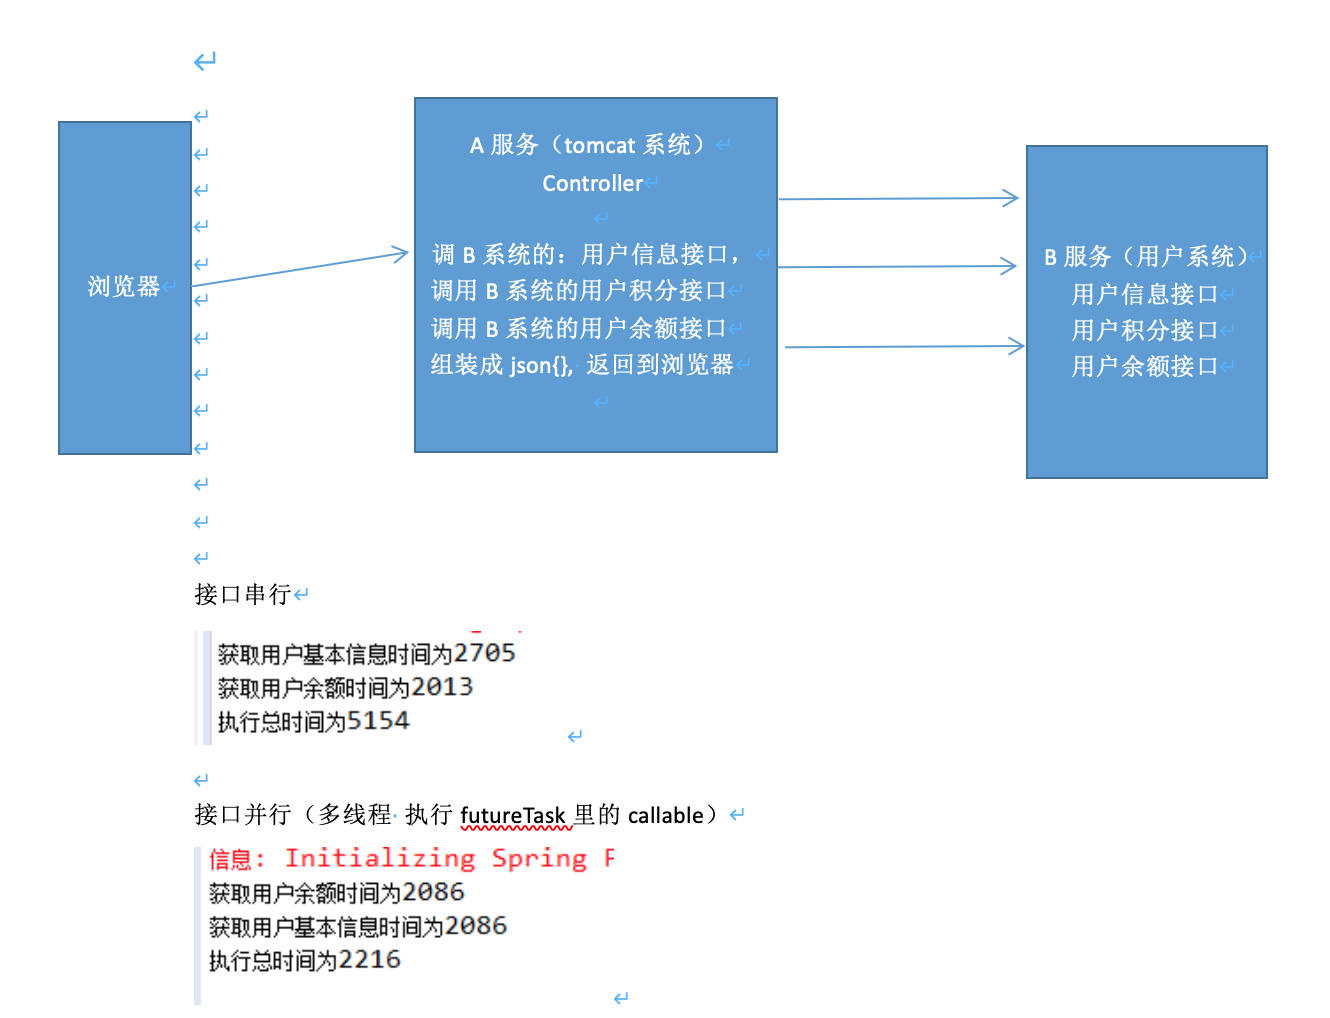 浏览器
A 服务（tomcat 系统）
Controller
调 B 系统的：用户信息接口，
调用 B 系统的用户积分接口
调用 B 系统的用户余额接口
组装成 json{}, 返回到浏览器
B 服务（用户系统）
用户信息接口
用户积分接口
用户余额接口
接口串行
获取用户基本信息时间为2705
获取用户余额时间为2013
执行总时间为5154
接口并行（多线程 执行 futureTask 里的 callable）
信息: Initializing Spring F
获取用户余额时间为2086
获取用户基本信息时间为2086
执行总时间为2216